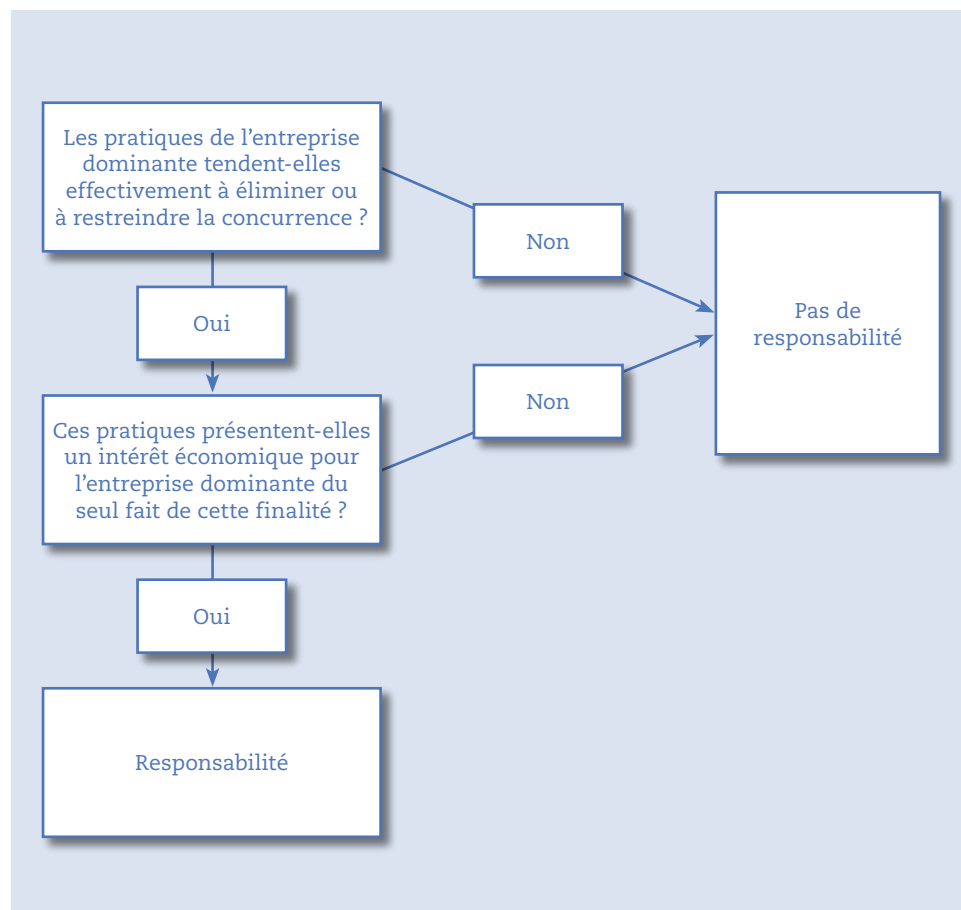 Les pratiques de l’entreprise
dominante tendent-elles
effectivement à éliminer ou
à restreindre la concurrence ?
Non
Oui
Pas de
responsabilité
Non
Ces pratiques présentent-elles
un intérêt économique pour
l’entreprise dominante du
seul fait de cette finalité ?
Oui
Responsabilité